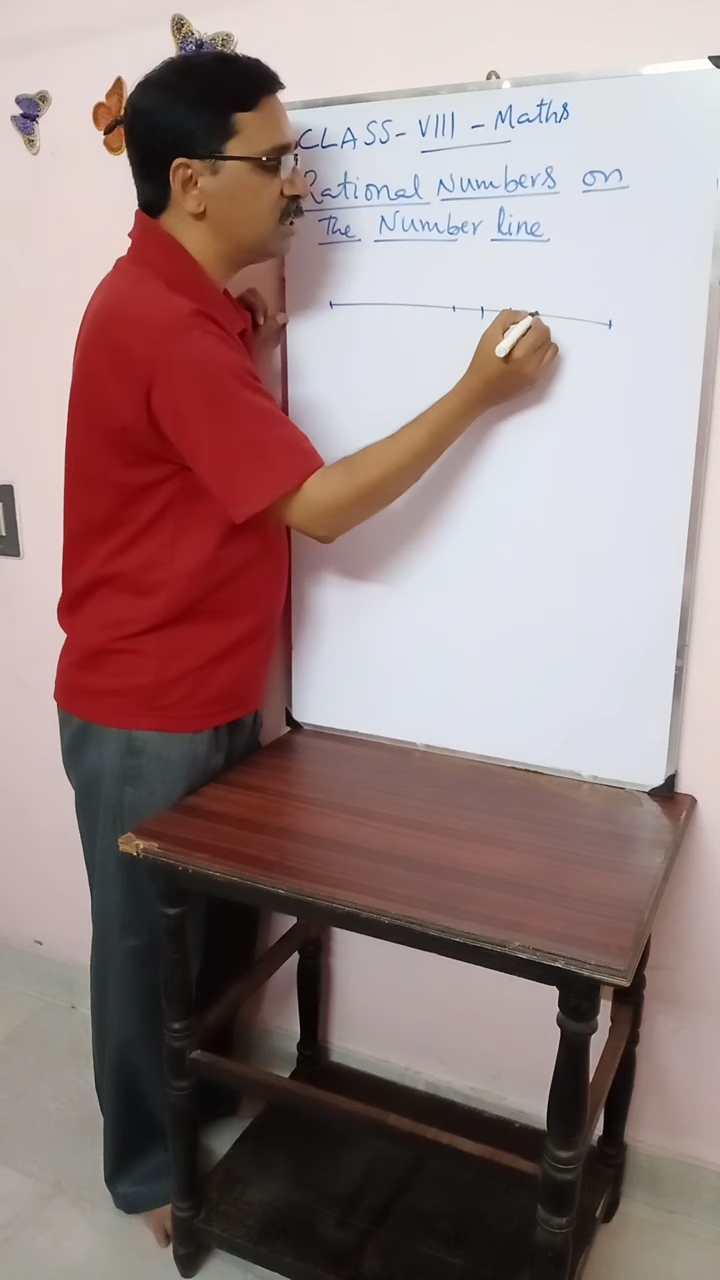 CLASS - VIII - Maths
Rational Numbers on
The Number line